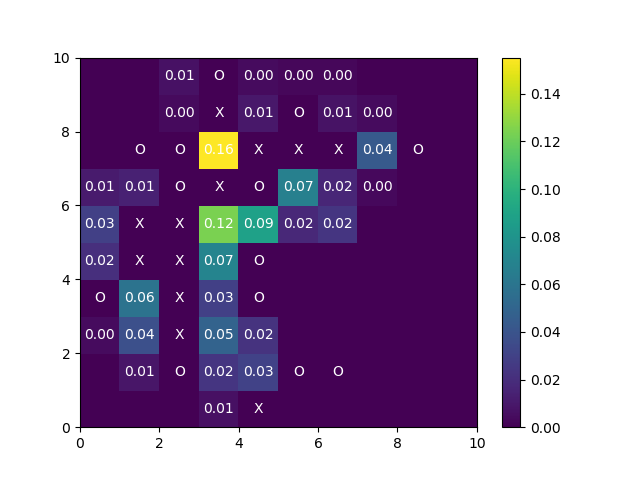 10
0.01 O 0.00 0.00 0.00
0.00 X 0.01 O 0.01 0.00
8
O O 0.16 X X X 0.04 O
0.01 0.01 O X O 0.07 0.02 0.00
6
0.03 X X 0.12 0.09 0.02 0.02
0.02 X X 0.07 O
4
O 0.06 X 0.03 O
0.00 0.04 X 0.05 0.02
2
0.01 O 0.02 0.03 O O
0.01 X
0
0 2 4 6 8 10
0.14
0.12
0.10
0.08
0.06
0.04
0.02
0.00